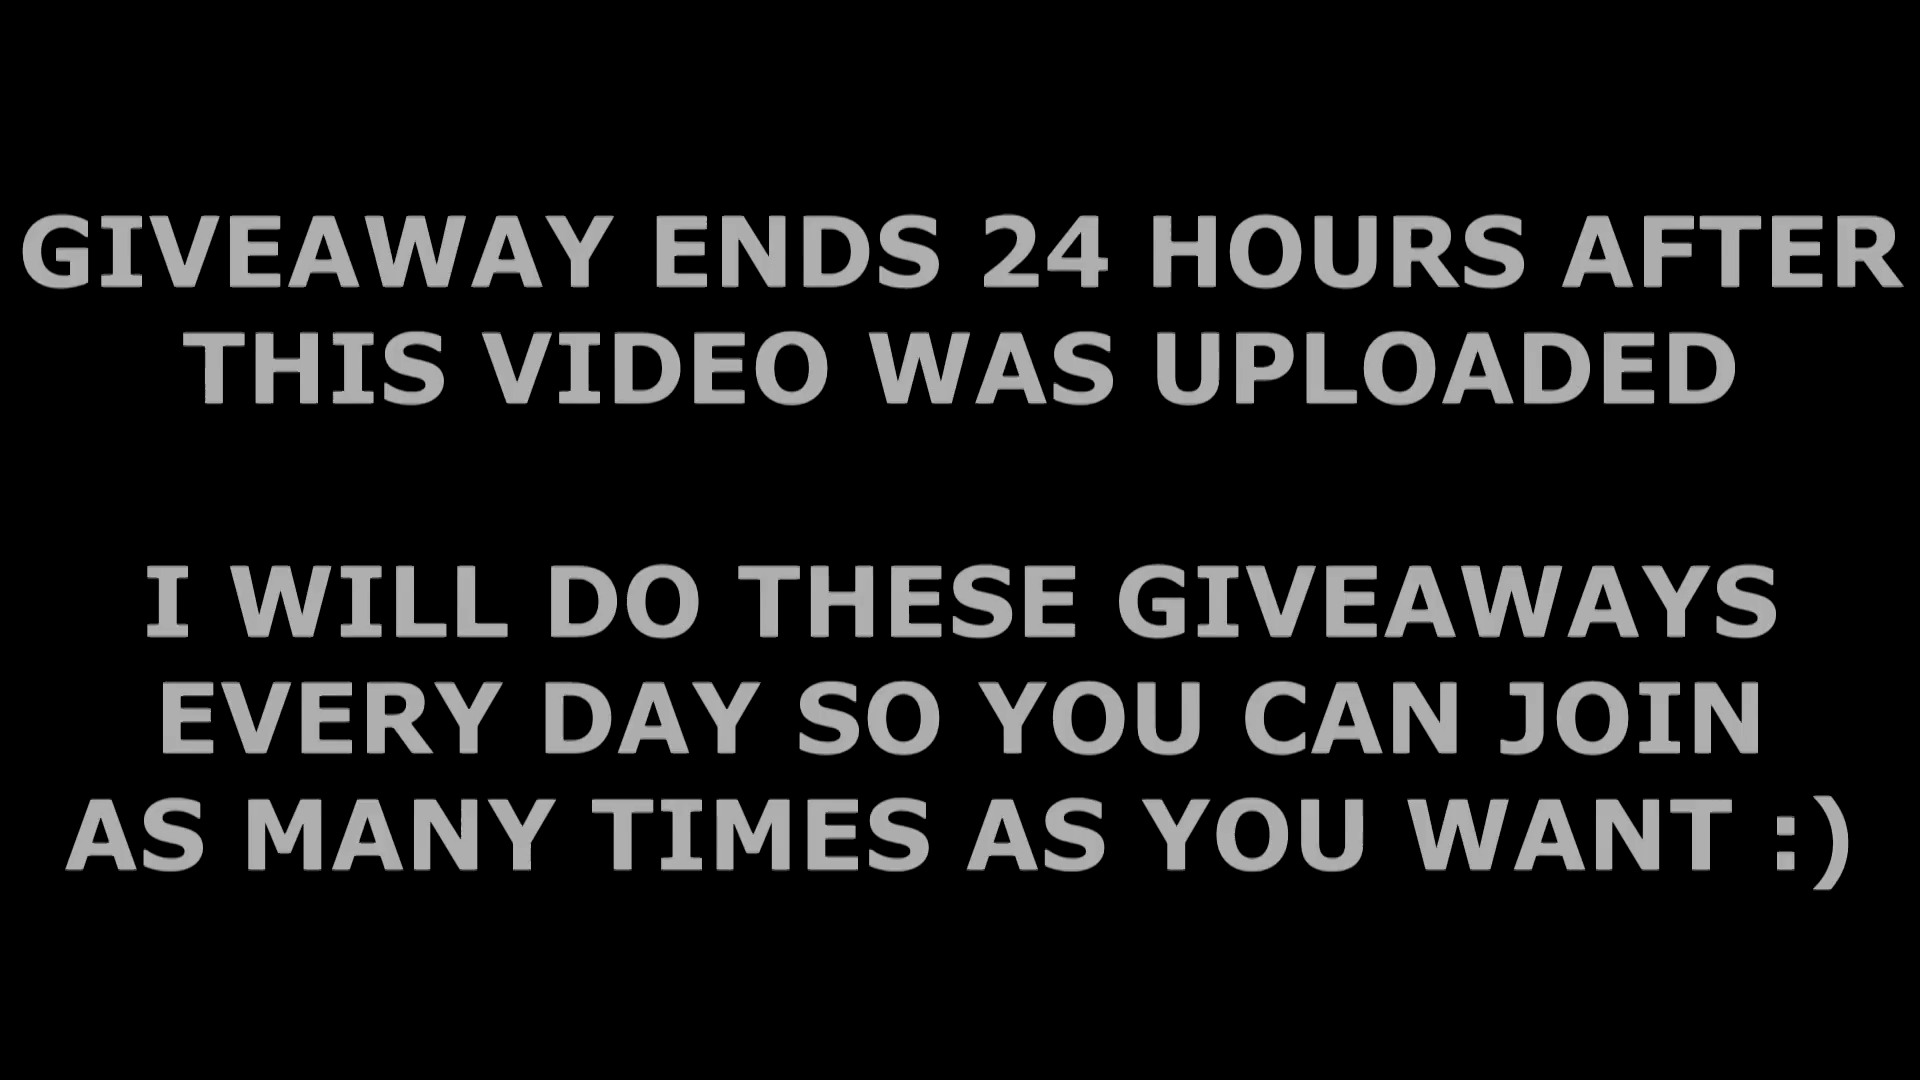 GIVEAWAY ENDS 24 HOURS AFTER
THIS VIDEO WAS UPLOADED
I WILL DO THESE GIVEAWAYS
EVERY DAY SO YOU CAN JOIN
AS MANY TIMES AS YOU WANT :)